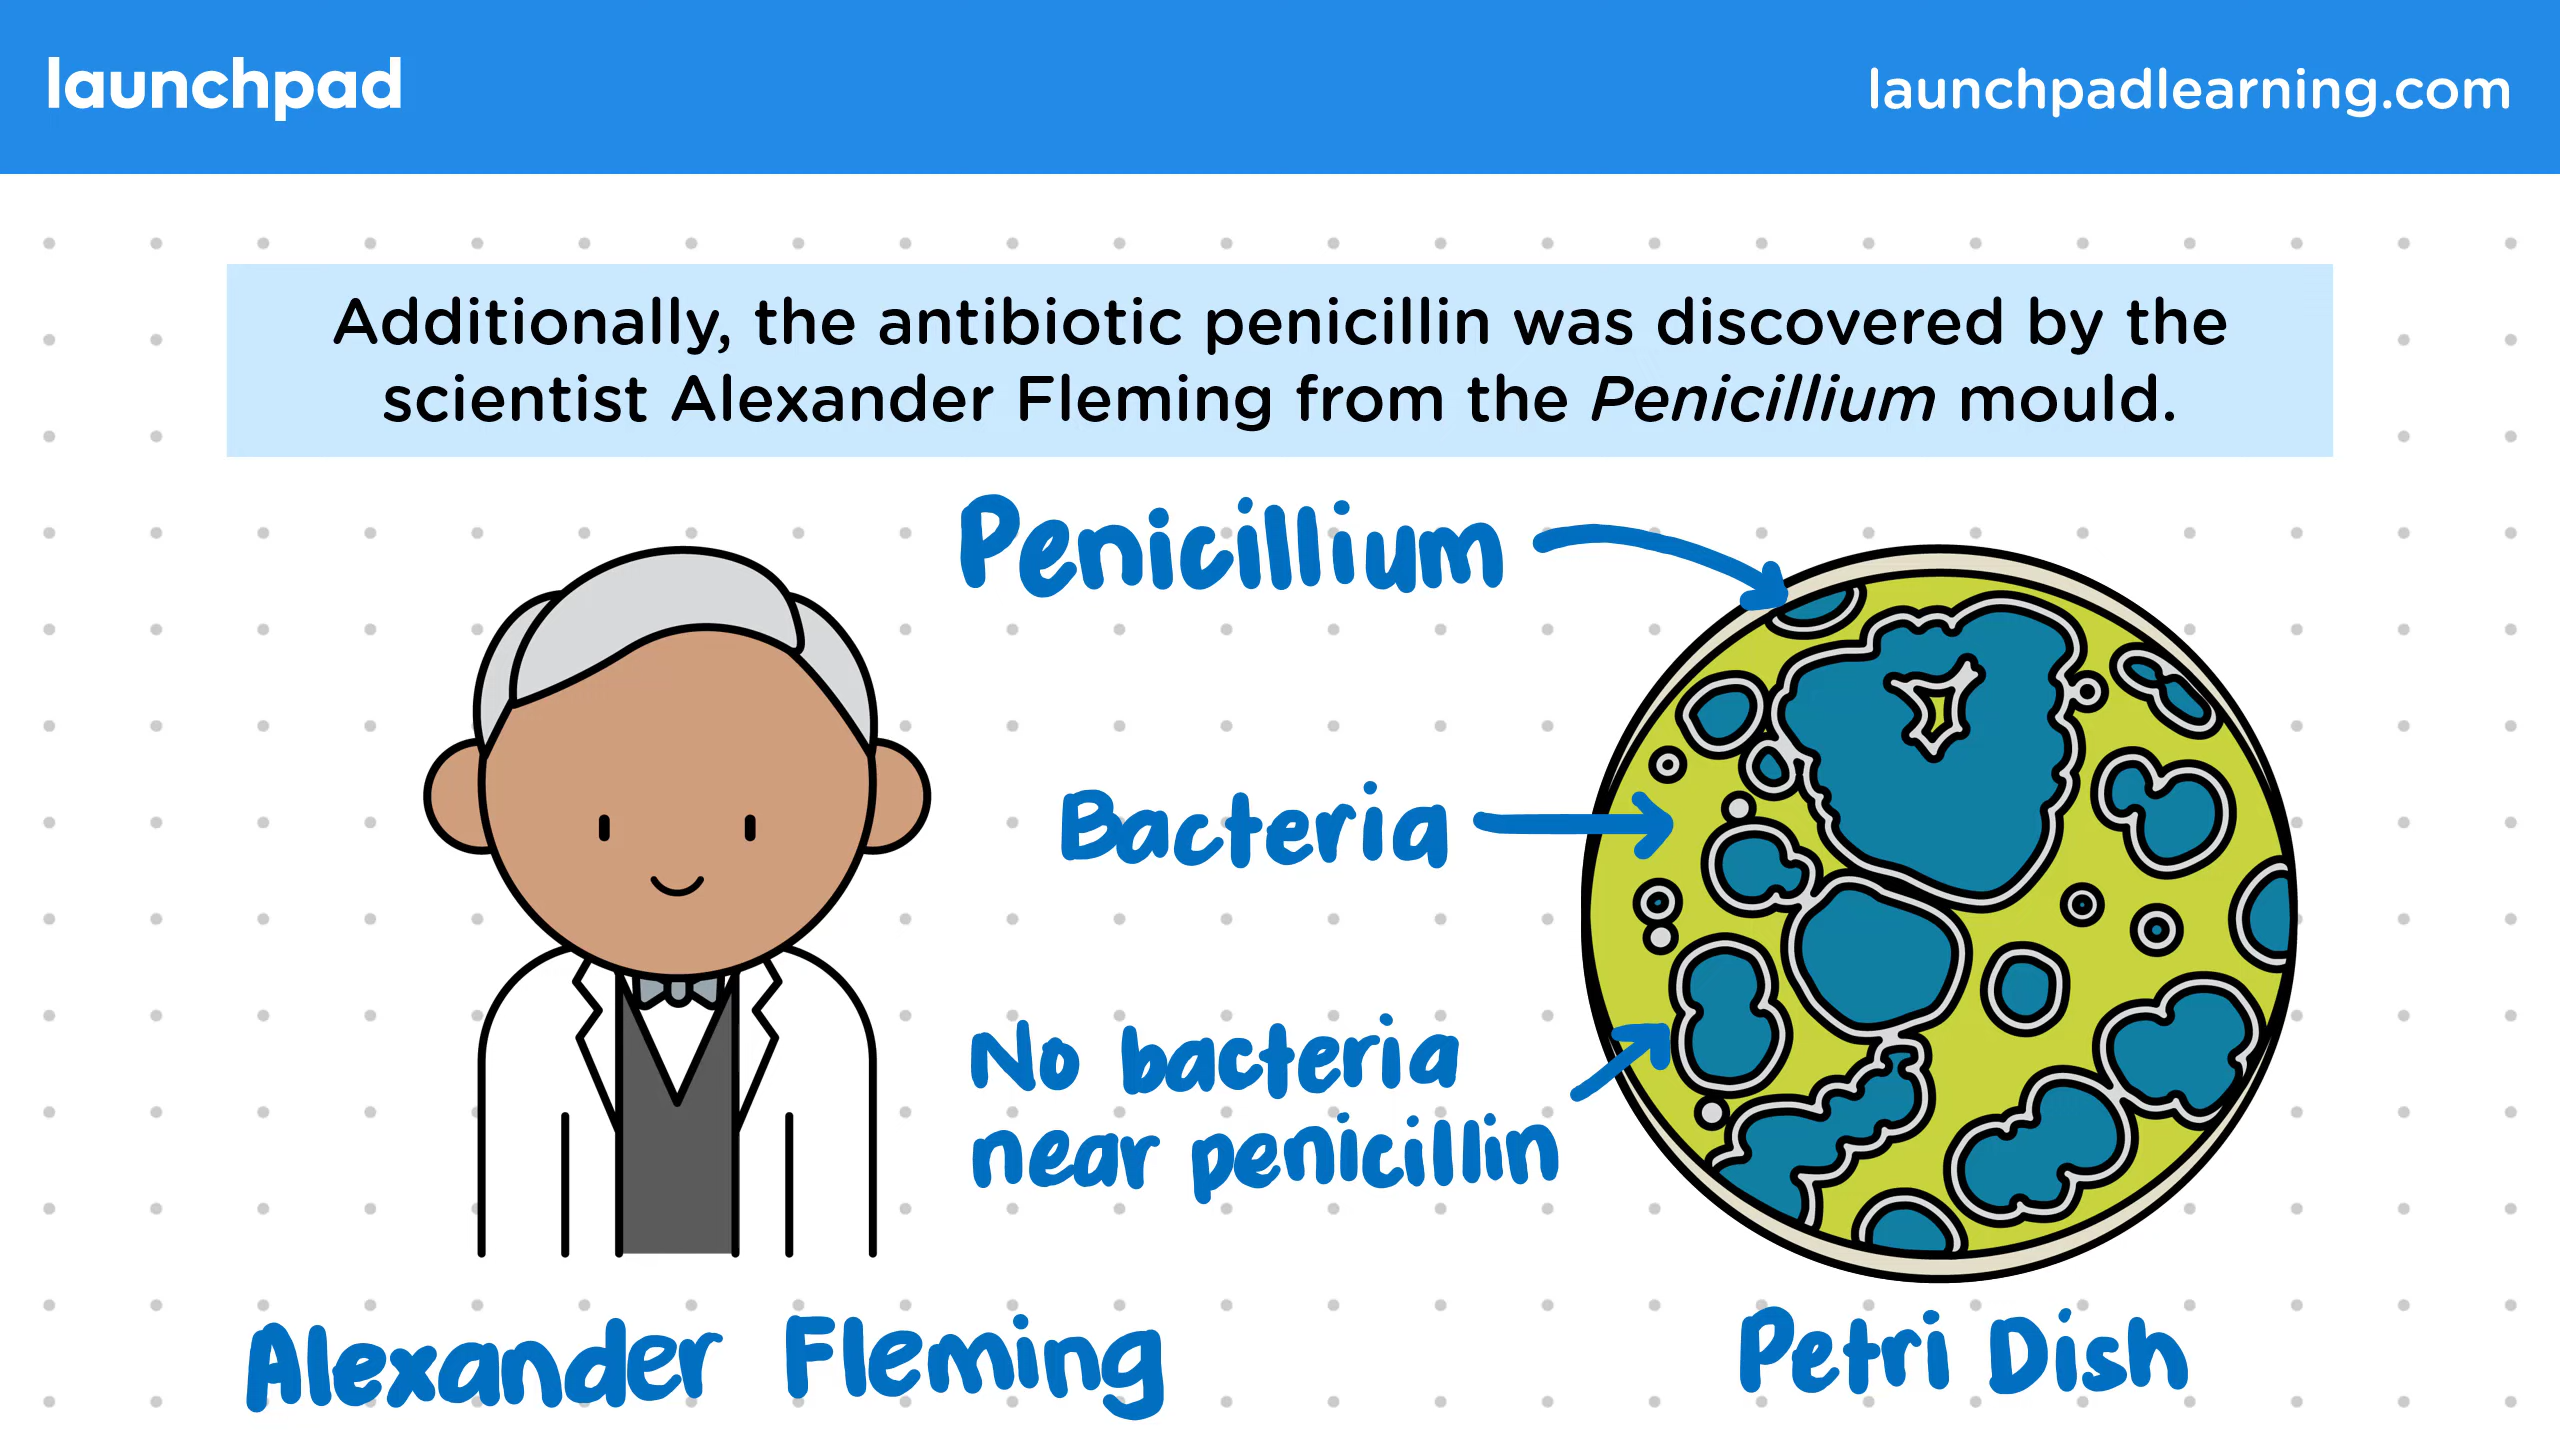 launchpad
launchpadlearning.com
Additionally, the antibiotic penicillin was discovered by the
scientist Alexander Fleming from the Penicillium mould.
Penicillium
Bacteria
No bacteria
near penicillin
Alexander Fleming
Petri Dish